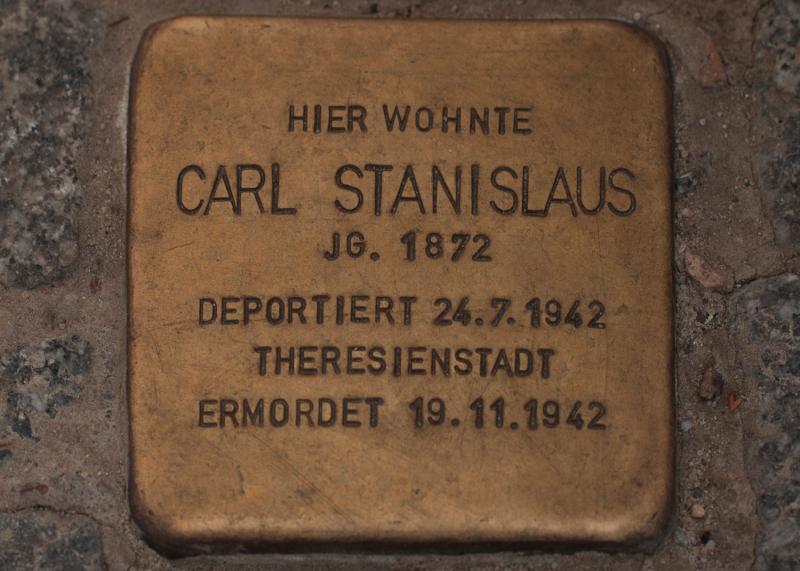 HIER WOHNTE
CARL STANISLAUS
JG. 1872
DEPORTIERT 24.7.1942
THERESIENSTADT
ERMORDET 19.11.1942